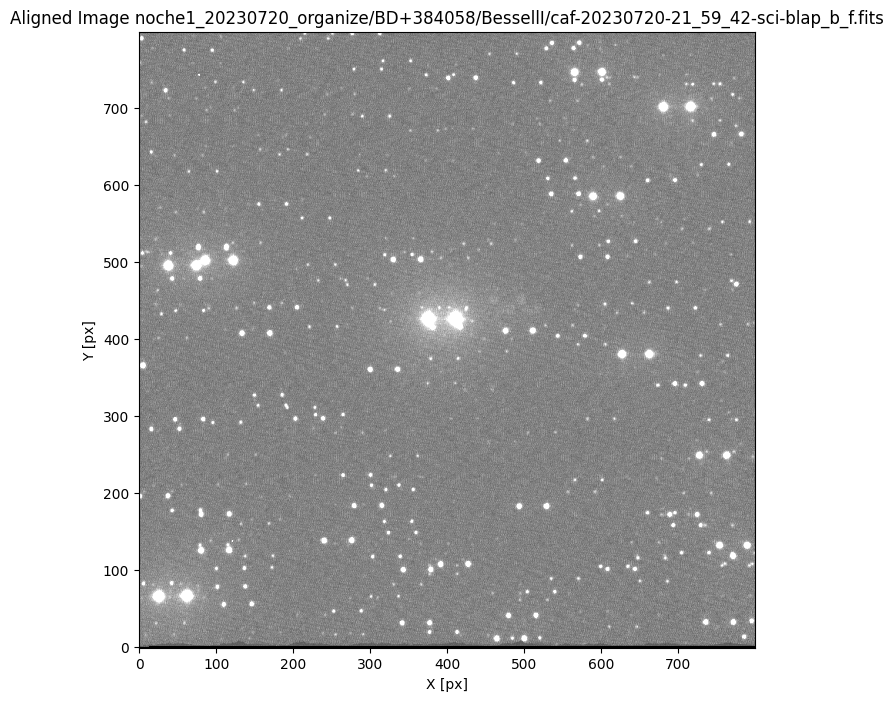 Aligned Image noche1_20230720_organize/BD+384058/BessellI/caf-20230720-21_59_42-sci-blap_b_f.fits
Y [px]
700
600
500
400
300
200
100
0
0 100 200 300 400 500 600 700
X [px]